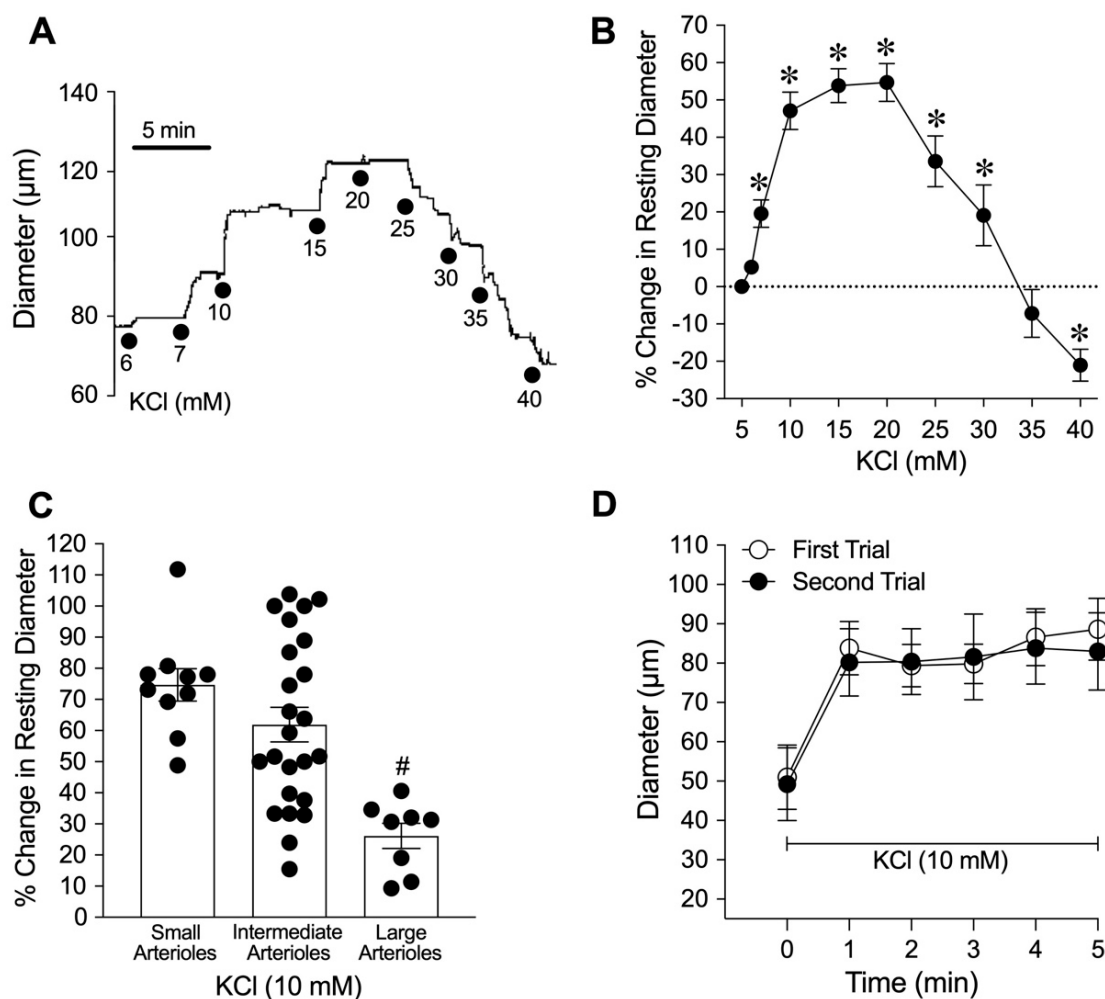 A
Diameter (µm)
140
120
100
80
60
5 min
6
7
10
15
20
25
30
35
40
KCl (mM)
B
% Change in Resting Diameter
70
60
50
40
30
20
10
0
-10
-20
-30
* * * * * * *
5 10 15 20 25 30 35 40
KCl (mM)
C
% Change in Resting Diameter
120
110
100
90
80
70
60
50
40
30
20
10
0
#
Small Intermediate Large
Arterioles Arterioles Arterioles
KCl (10 mM)
D
First Trial
Second Trial
Diameter (µm)
110
100
90
80
70
60
50
40
30
20
KCl (10 mM)
0 1 2 3 4 5
Time (min)